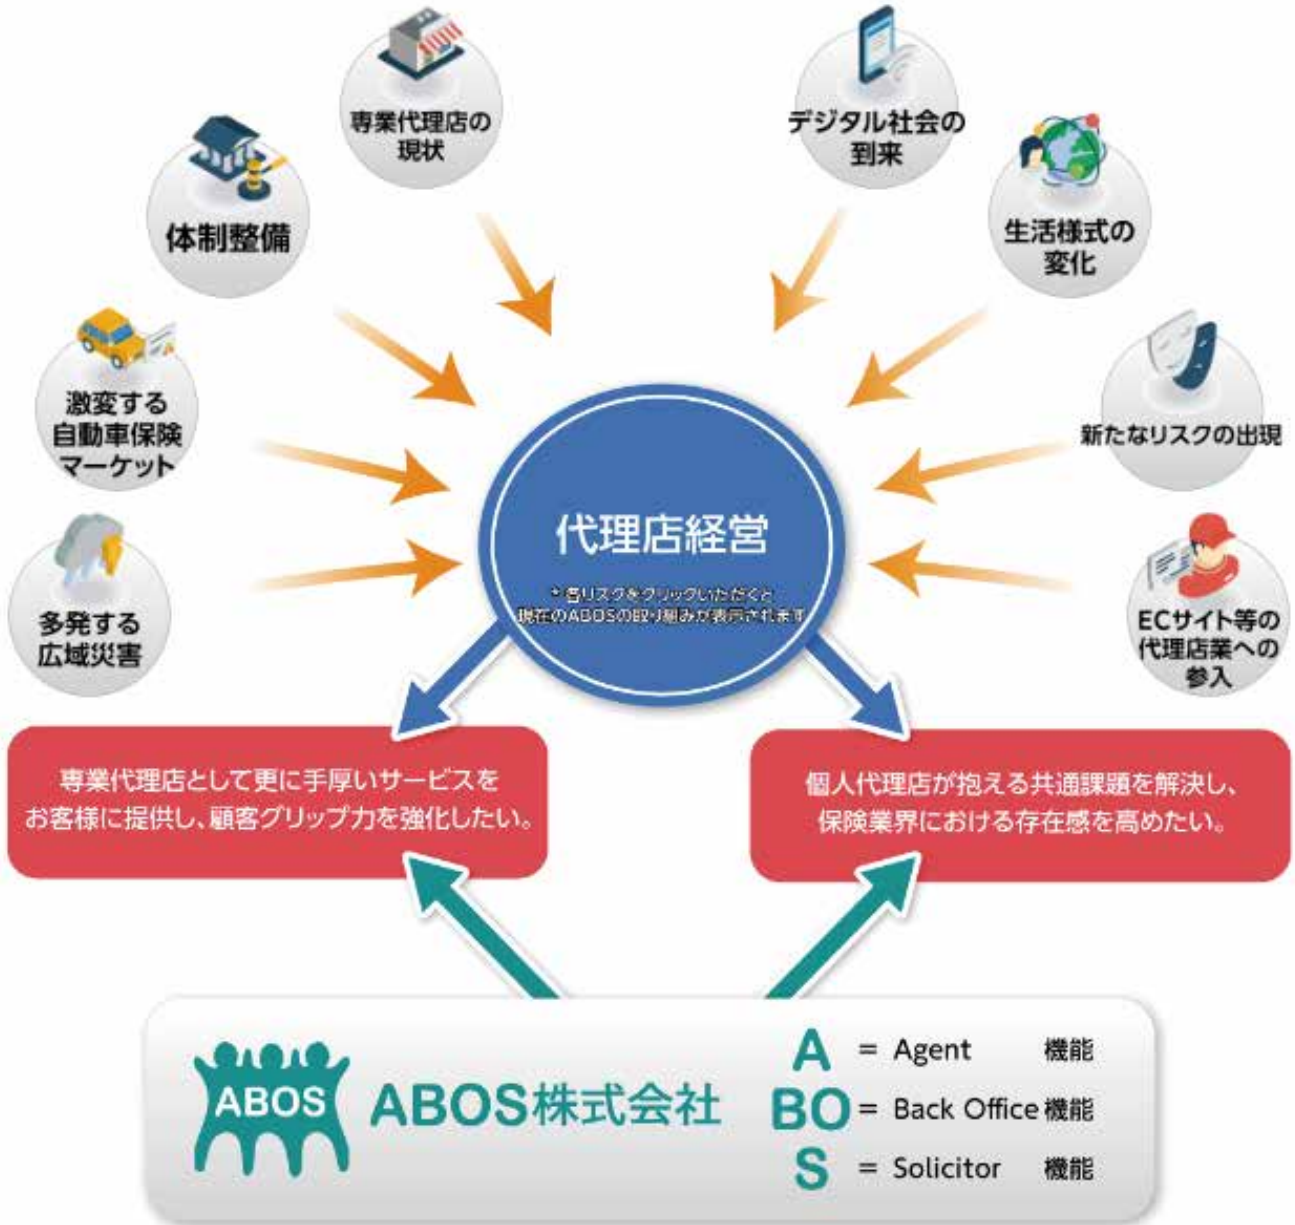 専業代理店の
現状
デジタル社会の
到来
体制整備
生活様式の
変化
激変する
自動車保険
マーケット
新たなリスクの出現
多発する
広域災害
ECサイト等の
代理店業への
参入
代理店経営
*各リスクをクリックいただくと
現在のABOSの取り組みが表示されます
専業代理店として更に手厚いサービスを
お客様に提供し、顧客グリップ力を強化したい。
個人代理店が抱える共通課題を解決し、
保険業界における存在感を高めたい。
ABOS
ABOS株式会社
A = Agent 機能
BO = Back Office 機能
S = Solicitor 機能